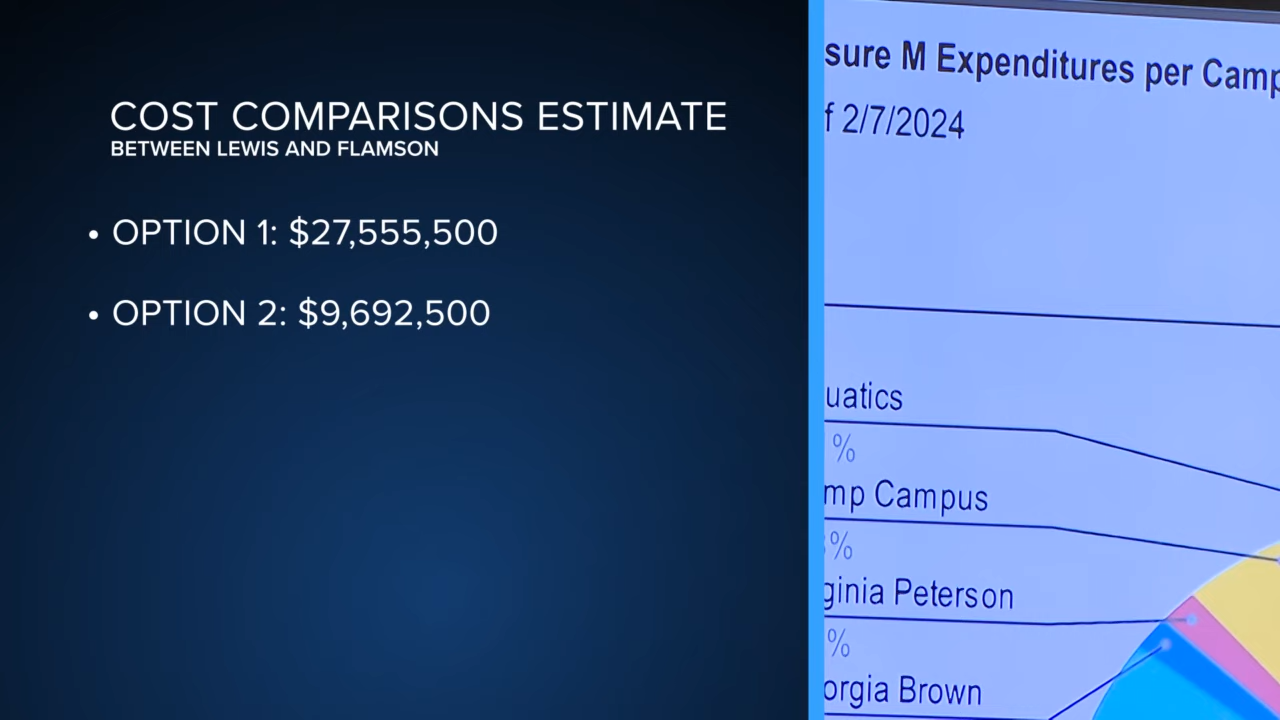 COST COMPARISONS ESTIMATE
BETWEEN LEWIS AND FLAMSON
• OPTION 1: $27,555,500
• OPTION 2: $9,692,500
sure M Expenditures per Camp
f 2/7/2024
uatics
%
mp Campus
%
ginia Peterson
%
orgia Brown